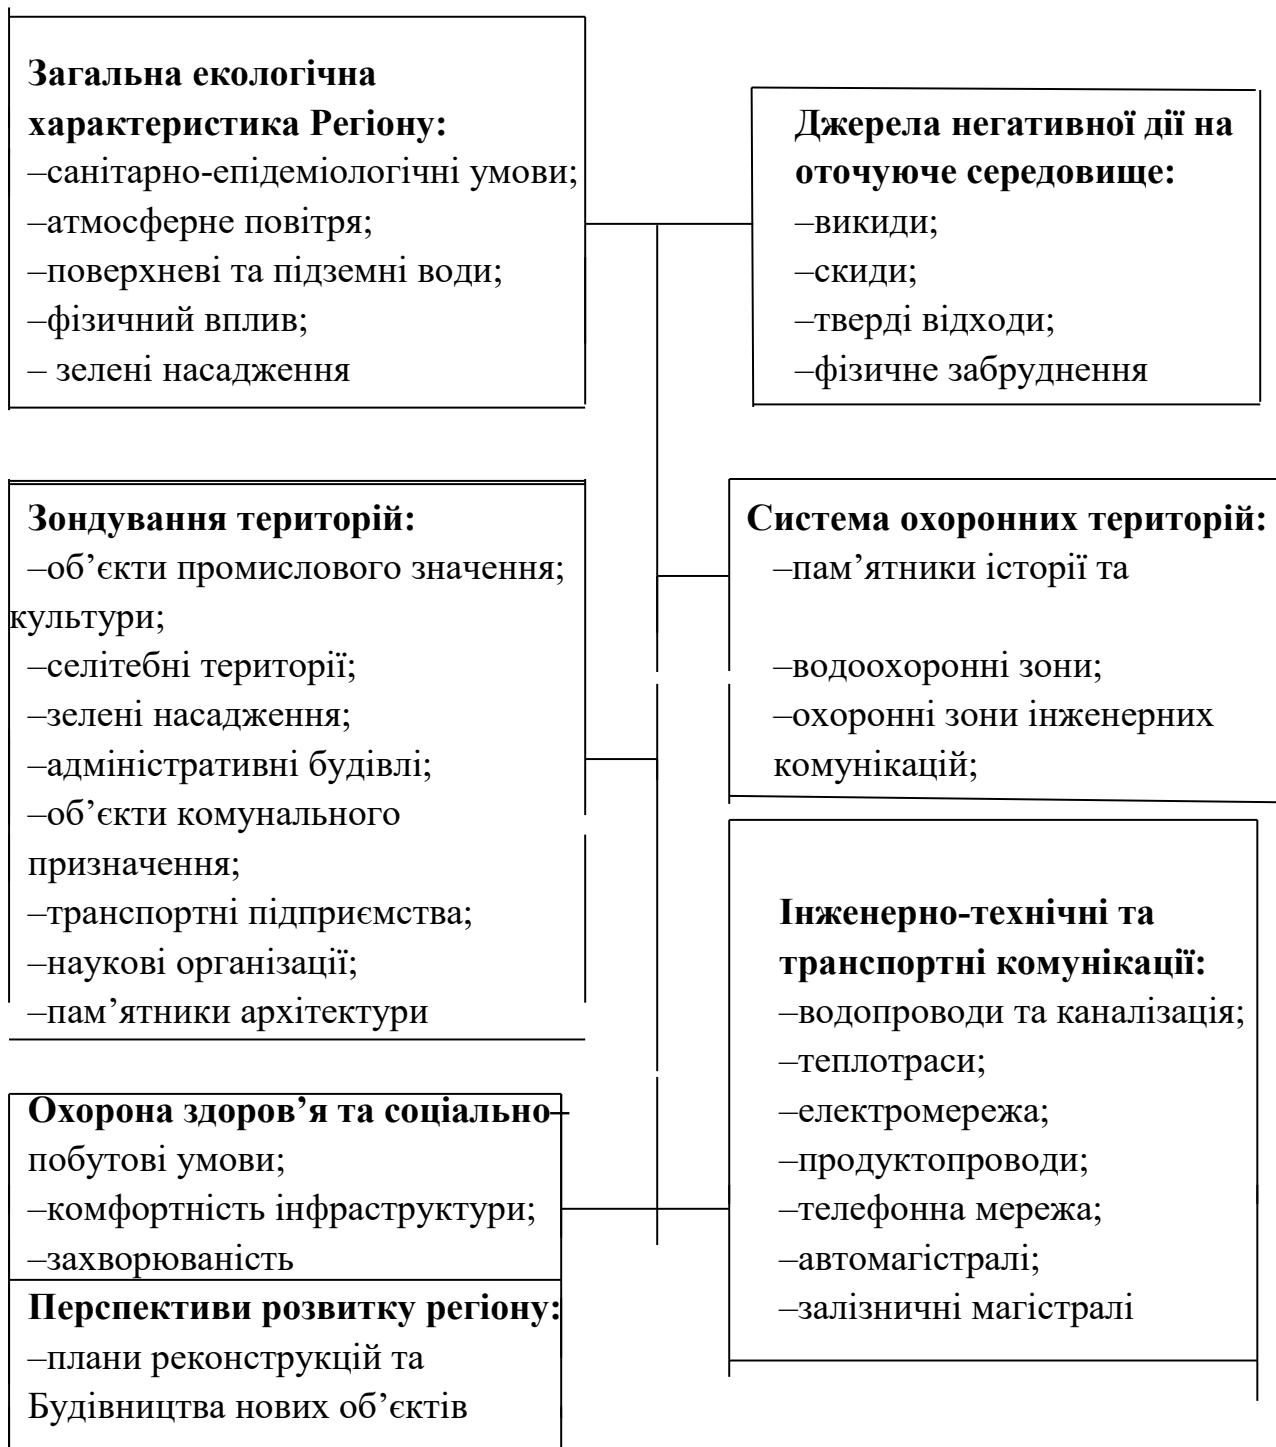 Загальна екологічна
характеристика Регіону:
–санітарно-епідеміологічні умови;
–атмосферне повітря;
–поверхневі та підземні води;
–фізичний вплив;
– зелені насадження
Джерела негативної дії на
оточуюче середовище:
–викиди;
–скиди;
–тверді відходи;
–фізичне забруднення
Зондування територій:
–об’єкти промислового значення;
культури;
–селітебні території;
–зелені насадження;
–адміністративні будівлі;
–об’єкти комунального
призначення;
–транспортні підприємства;
–наукові організації;
–пам’ятники архітектури
Система охоронних територій:
–пам’ятники історії та
–водоохоронні зони;
–охоронні зони інженерних
комунікацій;
Інженерно-технічні та
транспортні комунікації:
–водопроводи та каналізація;
–теплотраси;
–електромережа;
–продуктопроводи;
–телефонна мережа;
–автомагістралі;
–залізничні магістралі
Охорона здоров’я та соціально–
побутові умови;
–комфортність інфраструктури;
–захворюваність
Перспективи розвитку регіону:
–плани реконструкцій та
Будівництва нових об’єктів